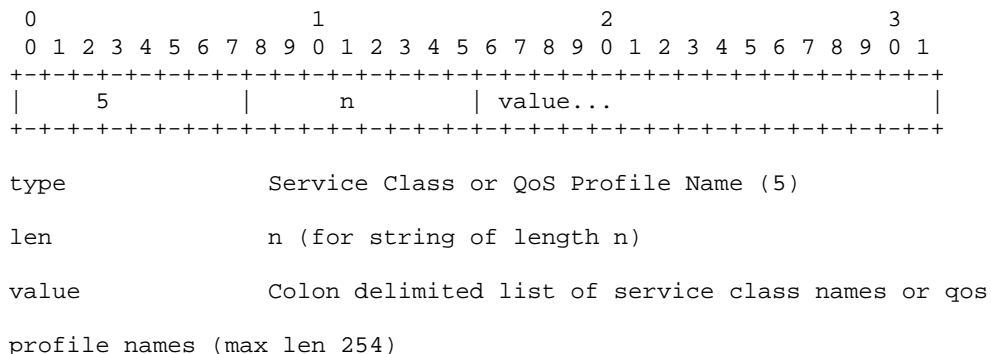 0                   1                   2                   3
 0 1 2 3 4 5 6 7 8 9 0 1 2 3 4 5 6 7 8 9 0 1 2 3 4 5 6 7 8 9 0 1
+-+-+-+-+-+-+-+-+-+-+-+-+-+-+-+-+-+-+-+-+-+-+-+-+-+-+-+-+-+-+-+-+
|     5         |      n        | value...                      |
+-+-+-+-+-+-+-+-+-+-+-+-+-+-+-+-+-+-+-+-+-+-+-+-+-+-+-+-+-+-+-+-+
type              Service Class or QoS Profile Name (5)
len               n (for string of length n)
value             Colon delimited list of service class names or qos
profile names (max len 254)